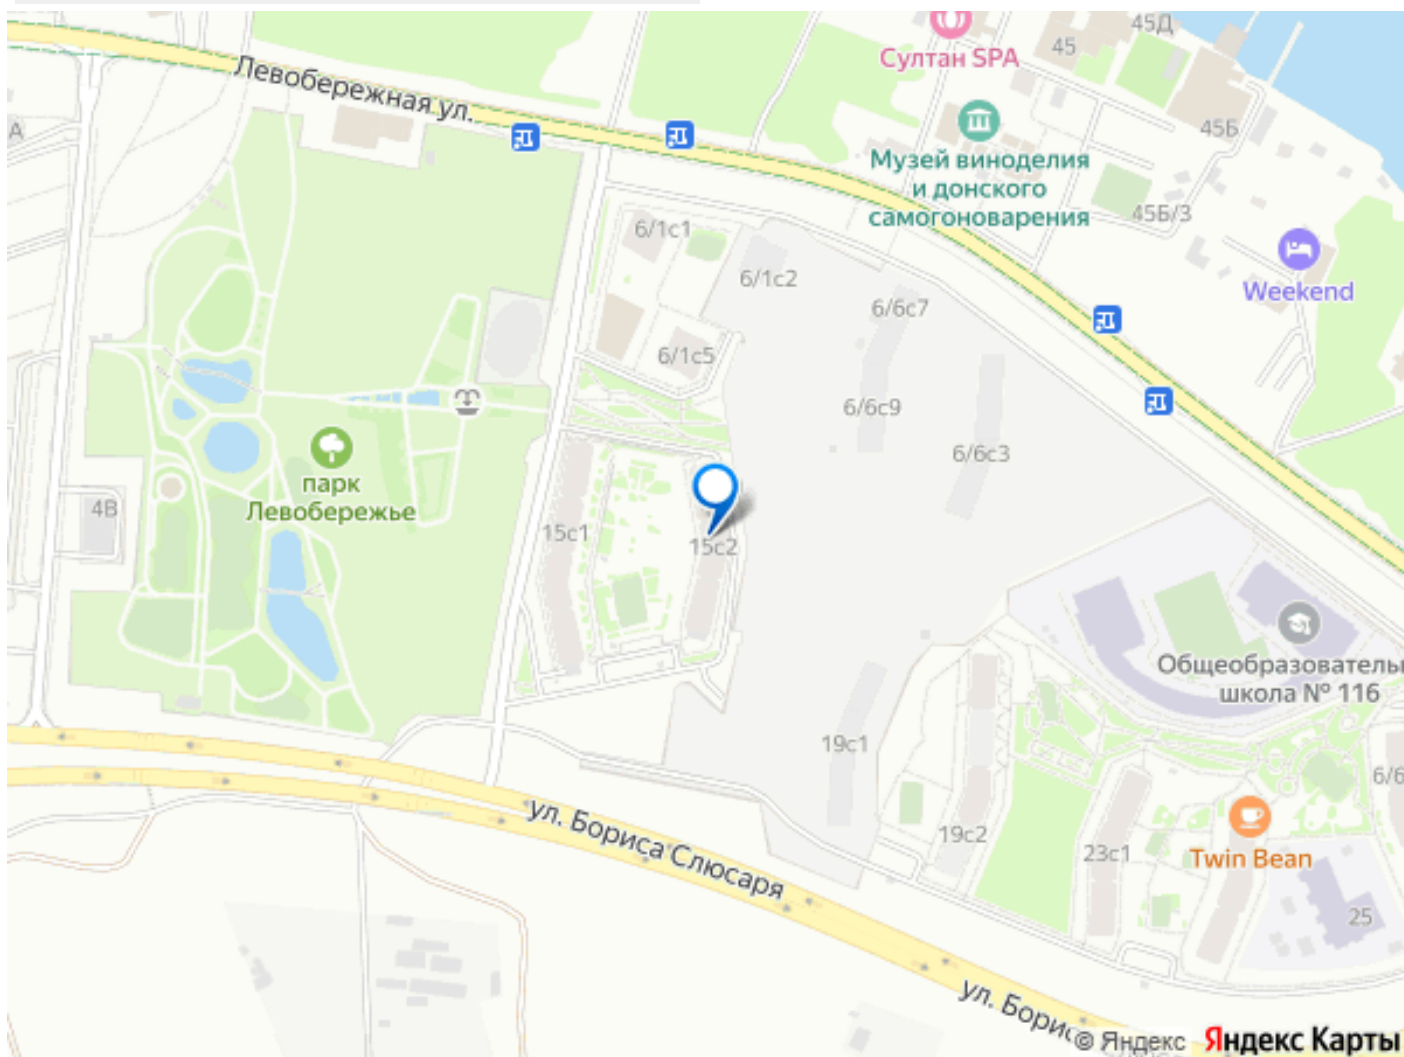 45Д
45
Султан SPA
Левобережная ул.
А
45Б
Музей виноделия
и донского
самогоноварения
45Б/3
6/1с1
6/1с2
Weekend
6/6с7
6/1с5
6/6с9
6/6с3
парк
Левобережье
4В
15с1
15с2
Общеобразователь
школа № 116
19с1
6/6
ул. Бориса Слюсаря
19с2
23с1
Twin Bean
25
ул. Борис
© Яндекс Яндекс Карты